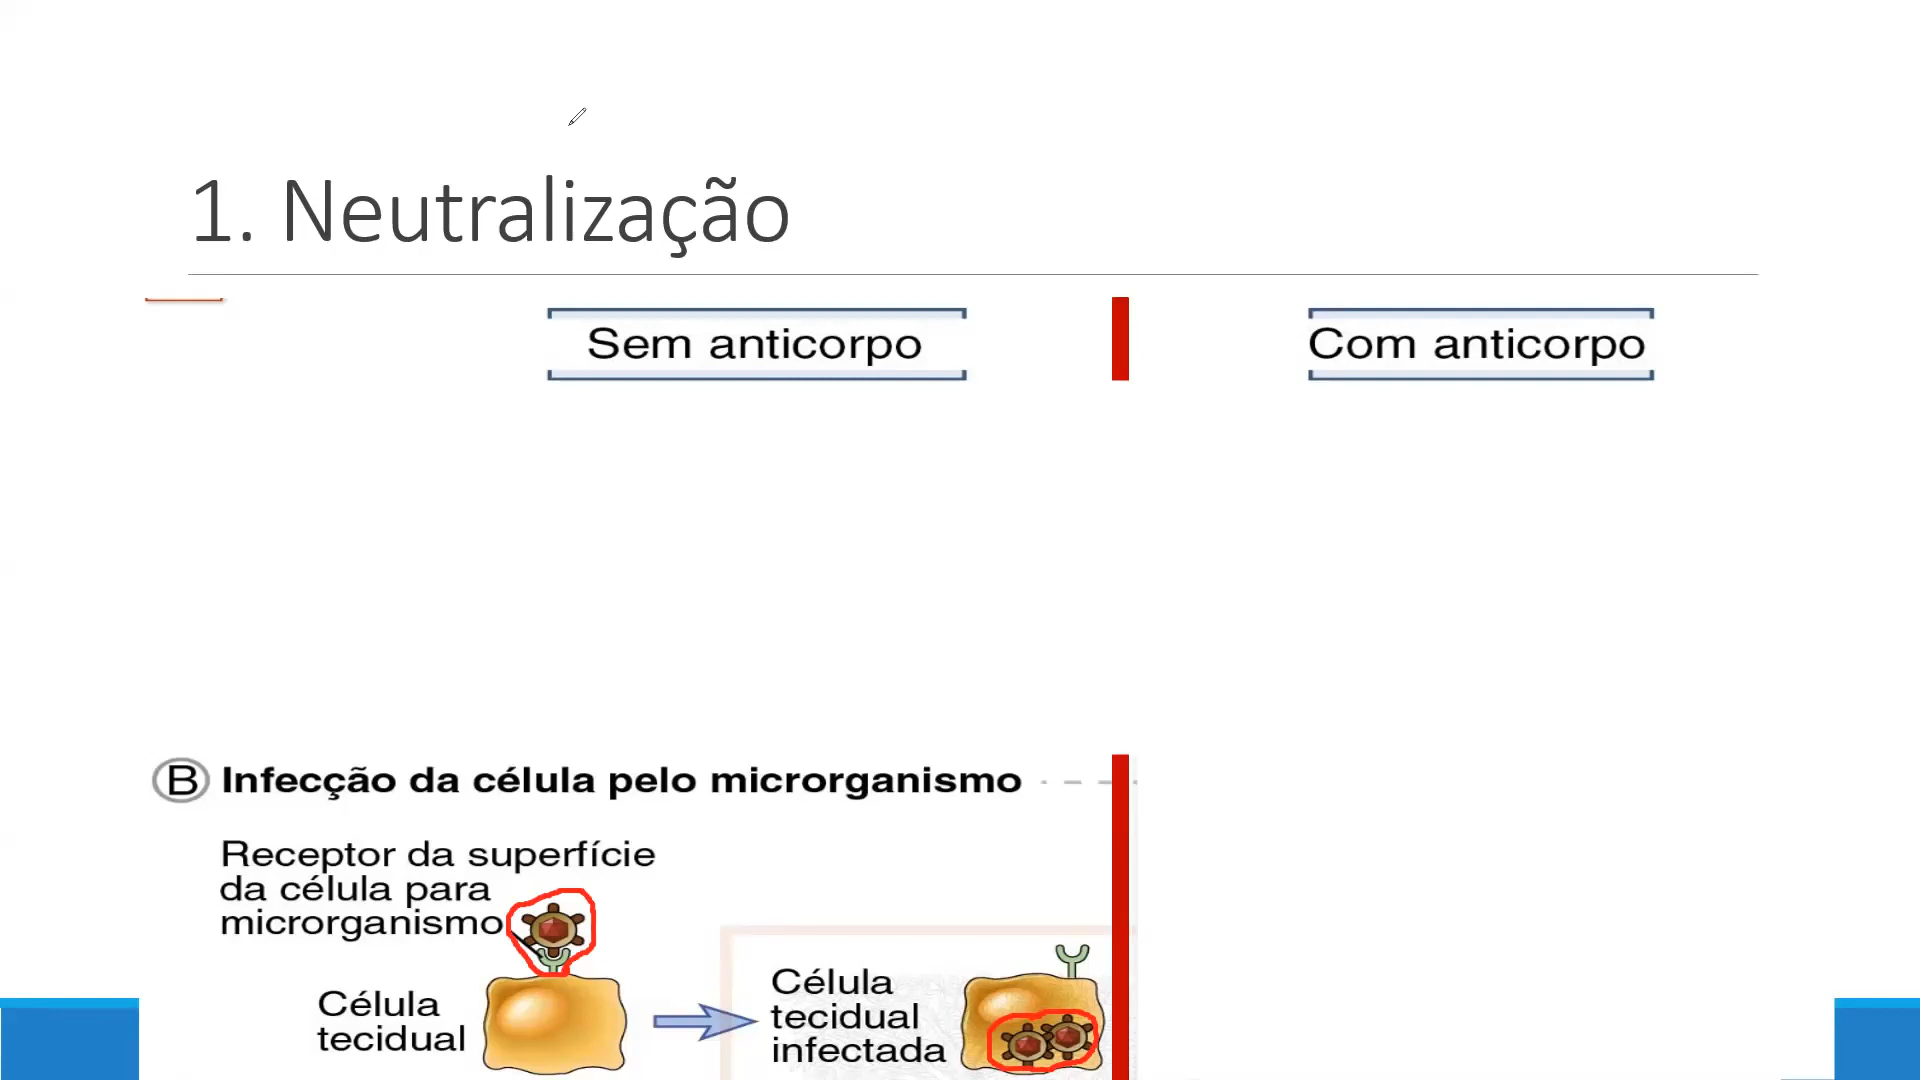 1. Neutralização
Sem anticorpo
Com anticorpo
B Infecção da célula pelo microrganismo
Receptor da superfície
da célula para
microrganismo
Célula
tecidual
Célula
tecidual
infectada